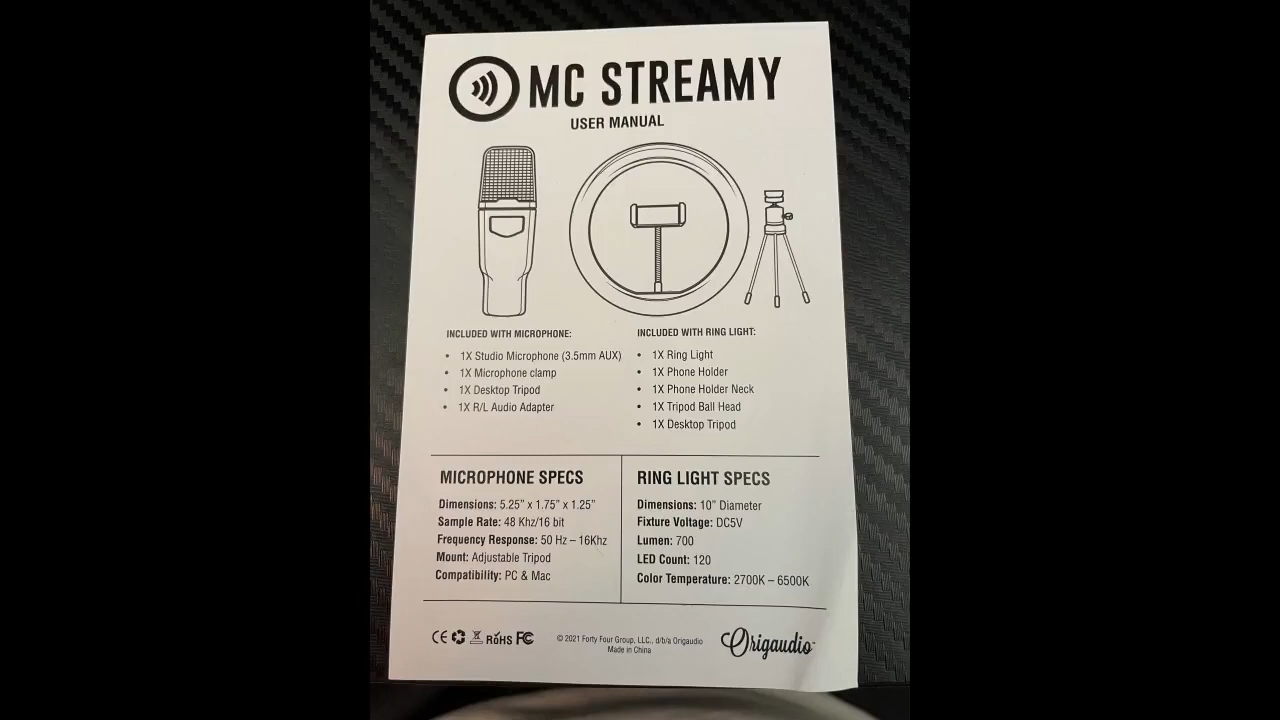 MC STREAMY
USER MANUAL
INCLUDED WITH MICROPHONE:
• 1X Studio Microphone (3.5mm AUX)
• 1X Microphone clamp
• 1X Desktop Tripod
• 1X R/L Audio Adapter
INCLUDED WITH RING LIGHT:
• 1X Ring Light
• 1X Phone Holder
• 1X Phone Holder Neck
• 1X Tripod Ball Head
• 1X Desktop Tripod
MICROPHONE SPECS
Dimensions: 5.25” x 1.75” x 1.25”
Sample Rate: 48 Khz/16 bit
Frequency Response: 50 Hz – 16Khz
Mount: Adjustable Tripod
Compatibility: PC & Mac
RING LIGHT SPECS
Dimensions: 10” Diameter
Fixture Voltage: DC5V
Lumen: 700
LED Count: 120
Color Temperature: 2700K – 6500K
CE RoHS FC
© 2021 Forty Four Group, LLC., d/b/a Origaudio
Made in China
Origaudio™